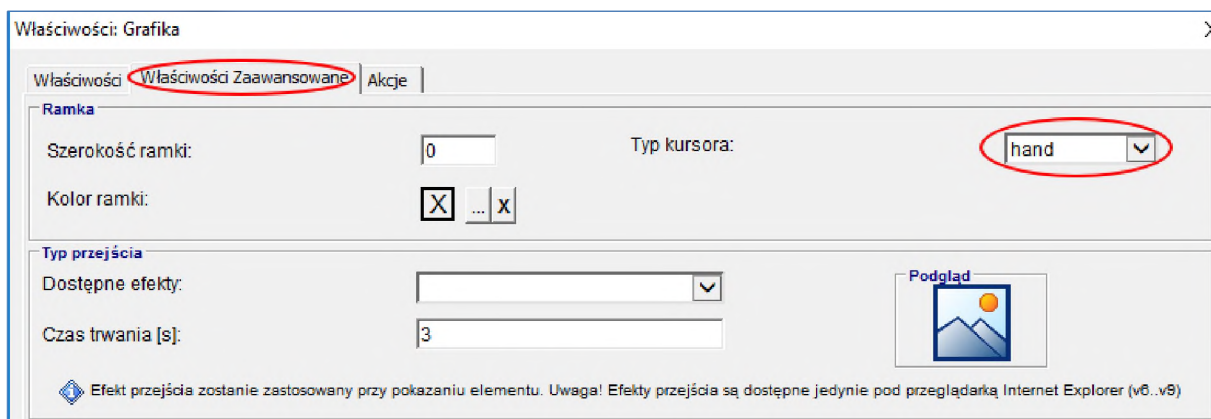 Właściwości: Grafika
Właściwości Właściwości Zaawansowane Akcje
Ramka
Szerokość ramki: 0 Typ kursora: hand
Kolor ramki: X ... x
Typ przejścia
Dostępne efekty: Podgląd
Czas trwania [s]: 3
Efekt przejścia zostanie zastosowany przy pokazaniu elementu. Uwaga! Efekty przejścia są dostępne jedynie pod przeglądarką Internet Explorer (v6..v9)